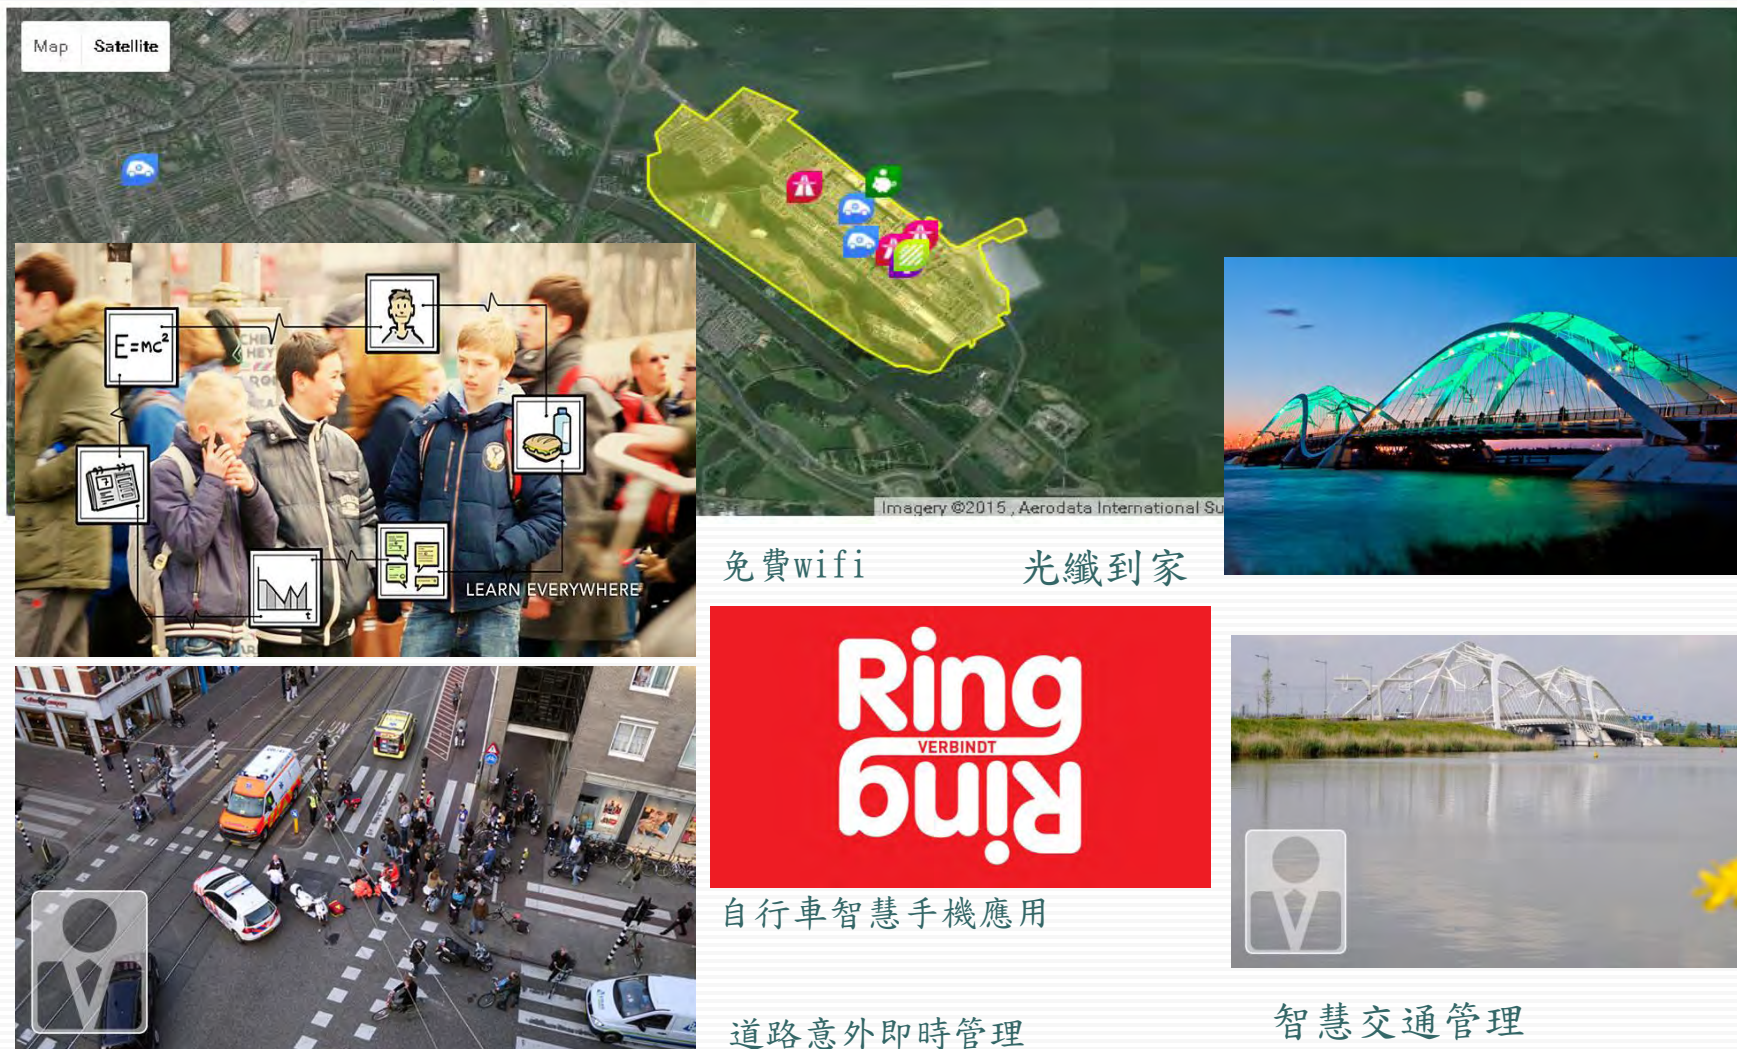 Map Satellite
Imagery ©2015 , Aerodata International Su
E=mc²
LEARN EVERYWHERE
免費wifi
光纖到家
Ring
VERBINDT
Ring
自行車智慧手機應用
道路意外即時管理
智慧交通管理